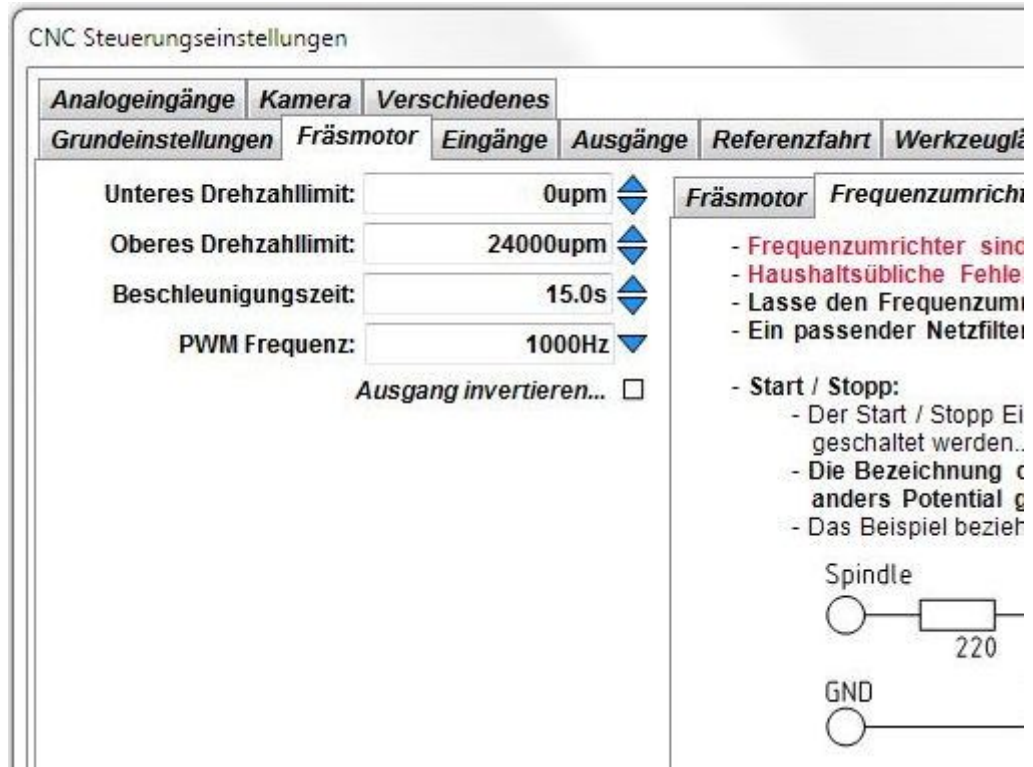 CNC Steuerungseinstellungen
Analogeingänge Kamera Verschiedenes
Grundeinstellungen Fräsmotor Eingänge Ausgänge Referenzfahrt
Unteres Drehzahllimit: 0upm
Oberes Drehzahllimit: 24000upm
Beschleunigungszeit: 15.0s
PWM Frequenz: 1000Hz
Ausgang invertieren...
Fräsmotor
- Frequenzumrichter sind
- Haushaltsübliche
- Lasse den
- Ein passender Netzfilter
- Start / Stopp:
- Der Start / Stopp
geschaltet werden..
- Die Bezeichnung
anders Potential
- Das Beispiel
Spindle
220
GND